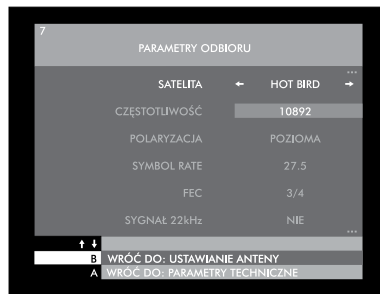 7
PARAMETRY ODBIORU
SATELITA ← HOT BIRD →
CZĘSTOTLIWOŚĆ 10892
POLARYZACJA POZIOMA
SYMBOL RATE 27.5
FEC 3/4
SYGNAŁ 22kHz NIE
B WRÓĆ DO: USTAWIANIE ANTENY
A WRÓĆ DO: PARAMETRY TECHNICZNE